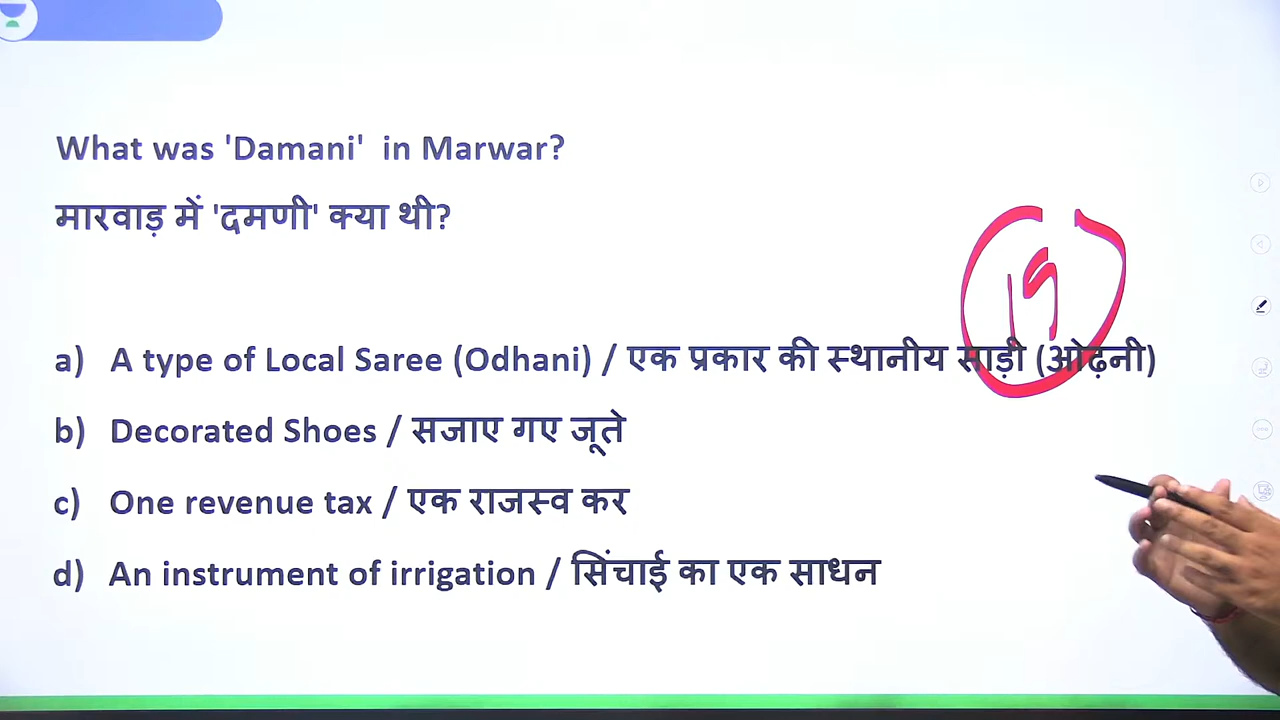 What was 'Damani' in Marwar?
मारवाड़ में 'दमणी' क्या थी?
19
a) A type of Local Saree (Odhani) / एक प्रकार की स्थानीय साड़ी (ओढ़नी)
b) Decorated Shoes / सजाए गए जूते
c) One revenue tax / एक राजस्व कर
d) An instrument of irrigation / सिंचाई का एक साधन